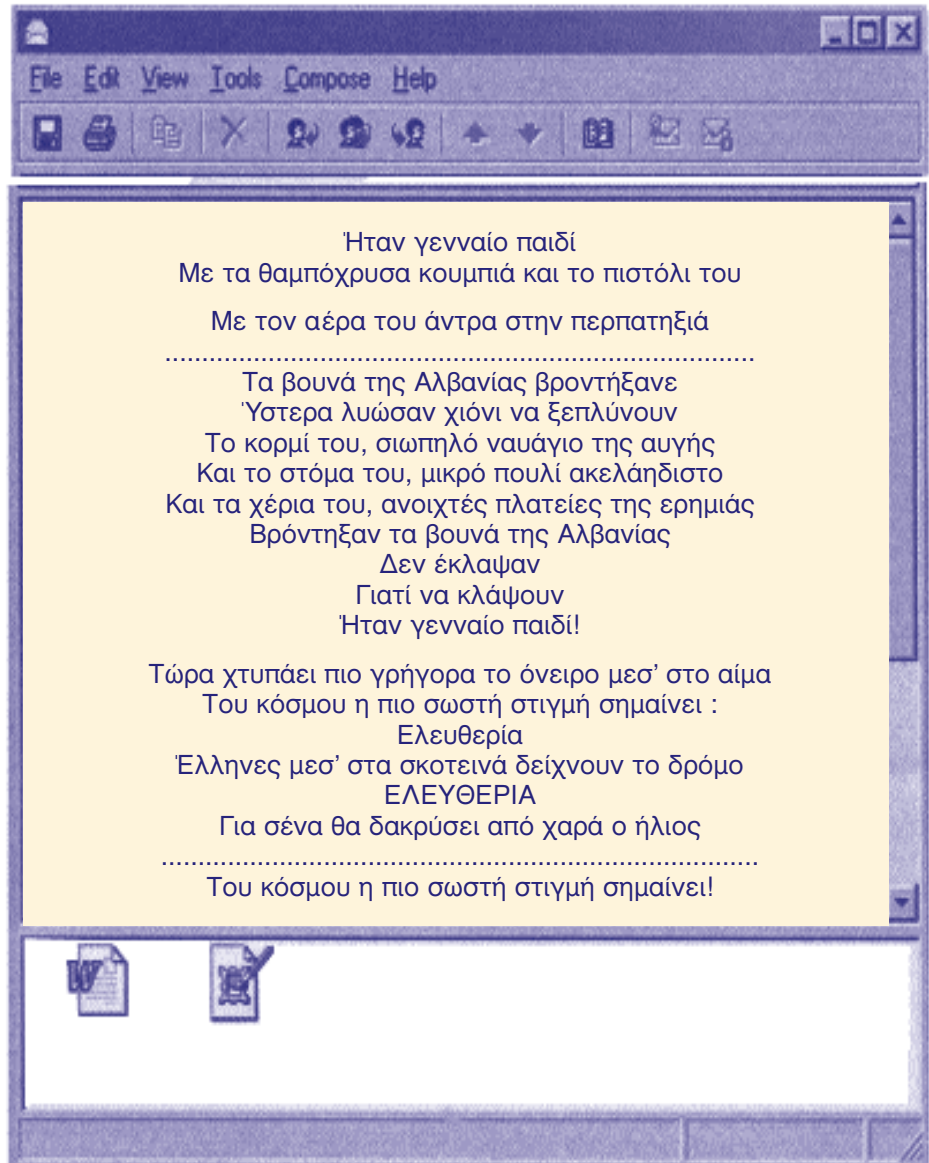 File Edit View Tools Compose Help
Ήταν γενναίο παιδί
Με τα θαμπόχρυσα κουμπιά και το πιστόλι του
Με τον αέρα του άντρα στην περπατηξιά
................................................................................
Τα βουνά της Αλβανίας βροντήξανε
Ύστερα λυώσαν χιόνι να ξεπλύνουν
Το κορμί του, σιωπηλό ναυάγιο της αυγής
Και το στόμα του, μικρό πουλί ακελάηδιστο
Και τα χέρια του, ανοιχτές πλατείες της ερημιάς
Βρόντηξαν τα βουνά της Αλβανίας
Δεν έκλαψαν
Γιατί να κλάψουν
Ήταν γενναίο παιδί!
Τώρα χτυπάει πιο γρήγορα το όνειρο μεσ’ στο αίμα
Του κόσμου η πιο σωστή στιγμή σημαίνει :
Ελευθερία
Έλληνες μεσ’ στα σκοτεινά δείχνουν το δρόμο
ΕΛΕΥΘΕΡΙΑ
Για σένα θα δακρύσει από χαρά ο ήλιος
.................................................................................
Του κόσμου η πιο σωστή στιγμή σημαίνει!
W